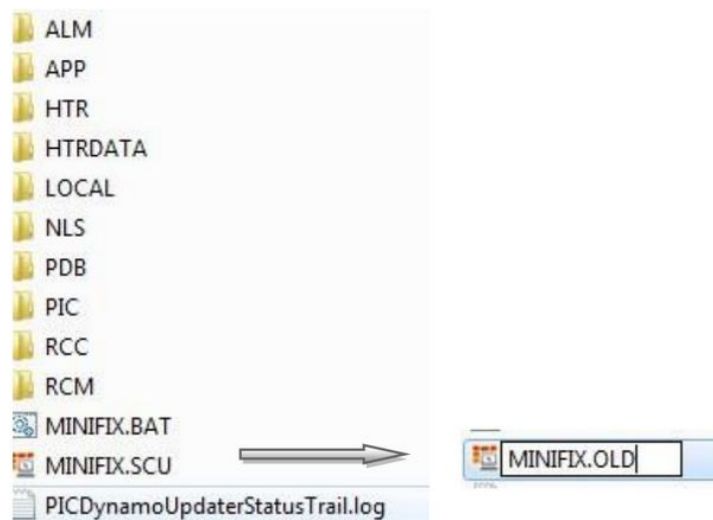 ALM
APP
HTR
HTRDATA
LOCAL
NLS
PDB
PIC
RCC
RCM
MINIFIX.BAT
MINIFIX.SCU
MINIFIX.OLD
PICDynamoUpdaterStatusTrail.log